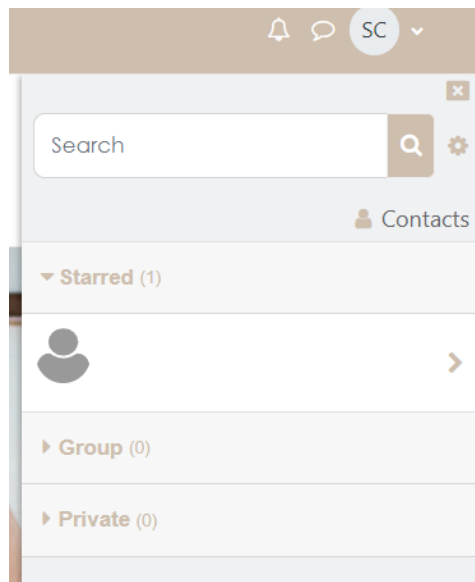 SC
Search
Contacts
Starred (1)
Group (0)
Private (0)